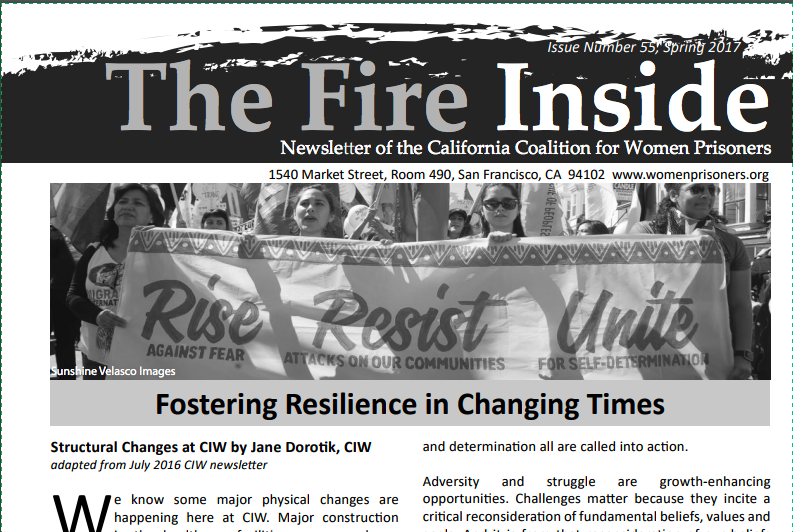 Issue Number 55, Spring 2017
The Fire Inside
Newsletter of the California Coalition for Women Prisoners
1540 Market Street, Room 490, San Francisco, CA 94102 www.womenprisoners.org
Rise Resist Unite
AGAINST FEAR ATTACKS ON OUR COMMUNITIES FOR SELF-DETERMINATION
Sunshine Velasco Images
Fostering Resilience in Changing Times
Structural Changes at CIW by Jane Dorotik, CIW
adapted from July 2016 CIW newsletter
We know some major physical changes are
happening here at CIW. Major construction
and determination all are called into action.
Adversity and struggle are growth-enhancing
opportunities. Challenges matter because they incite a
critical reconsideration of fundamental beliefs, values and